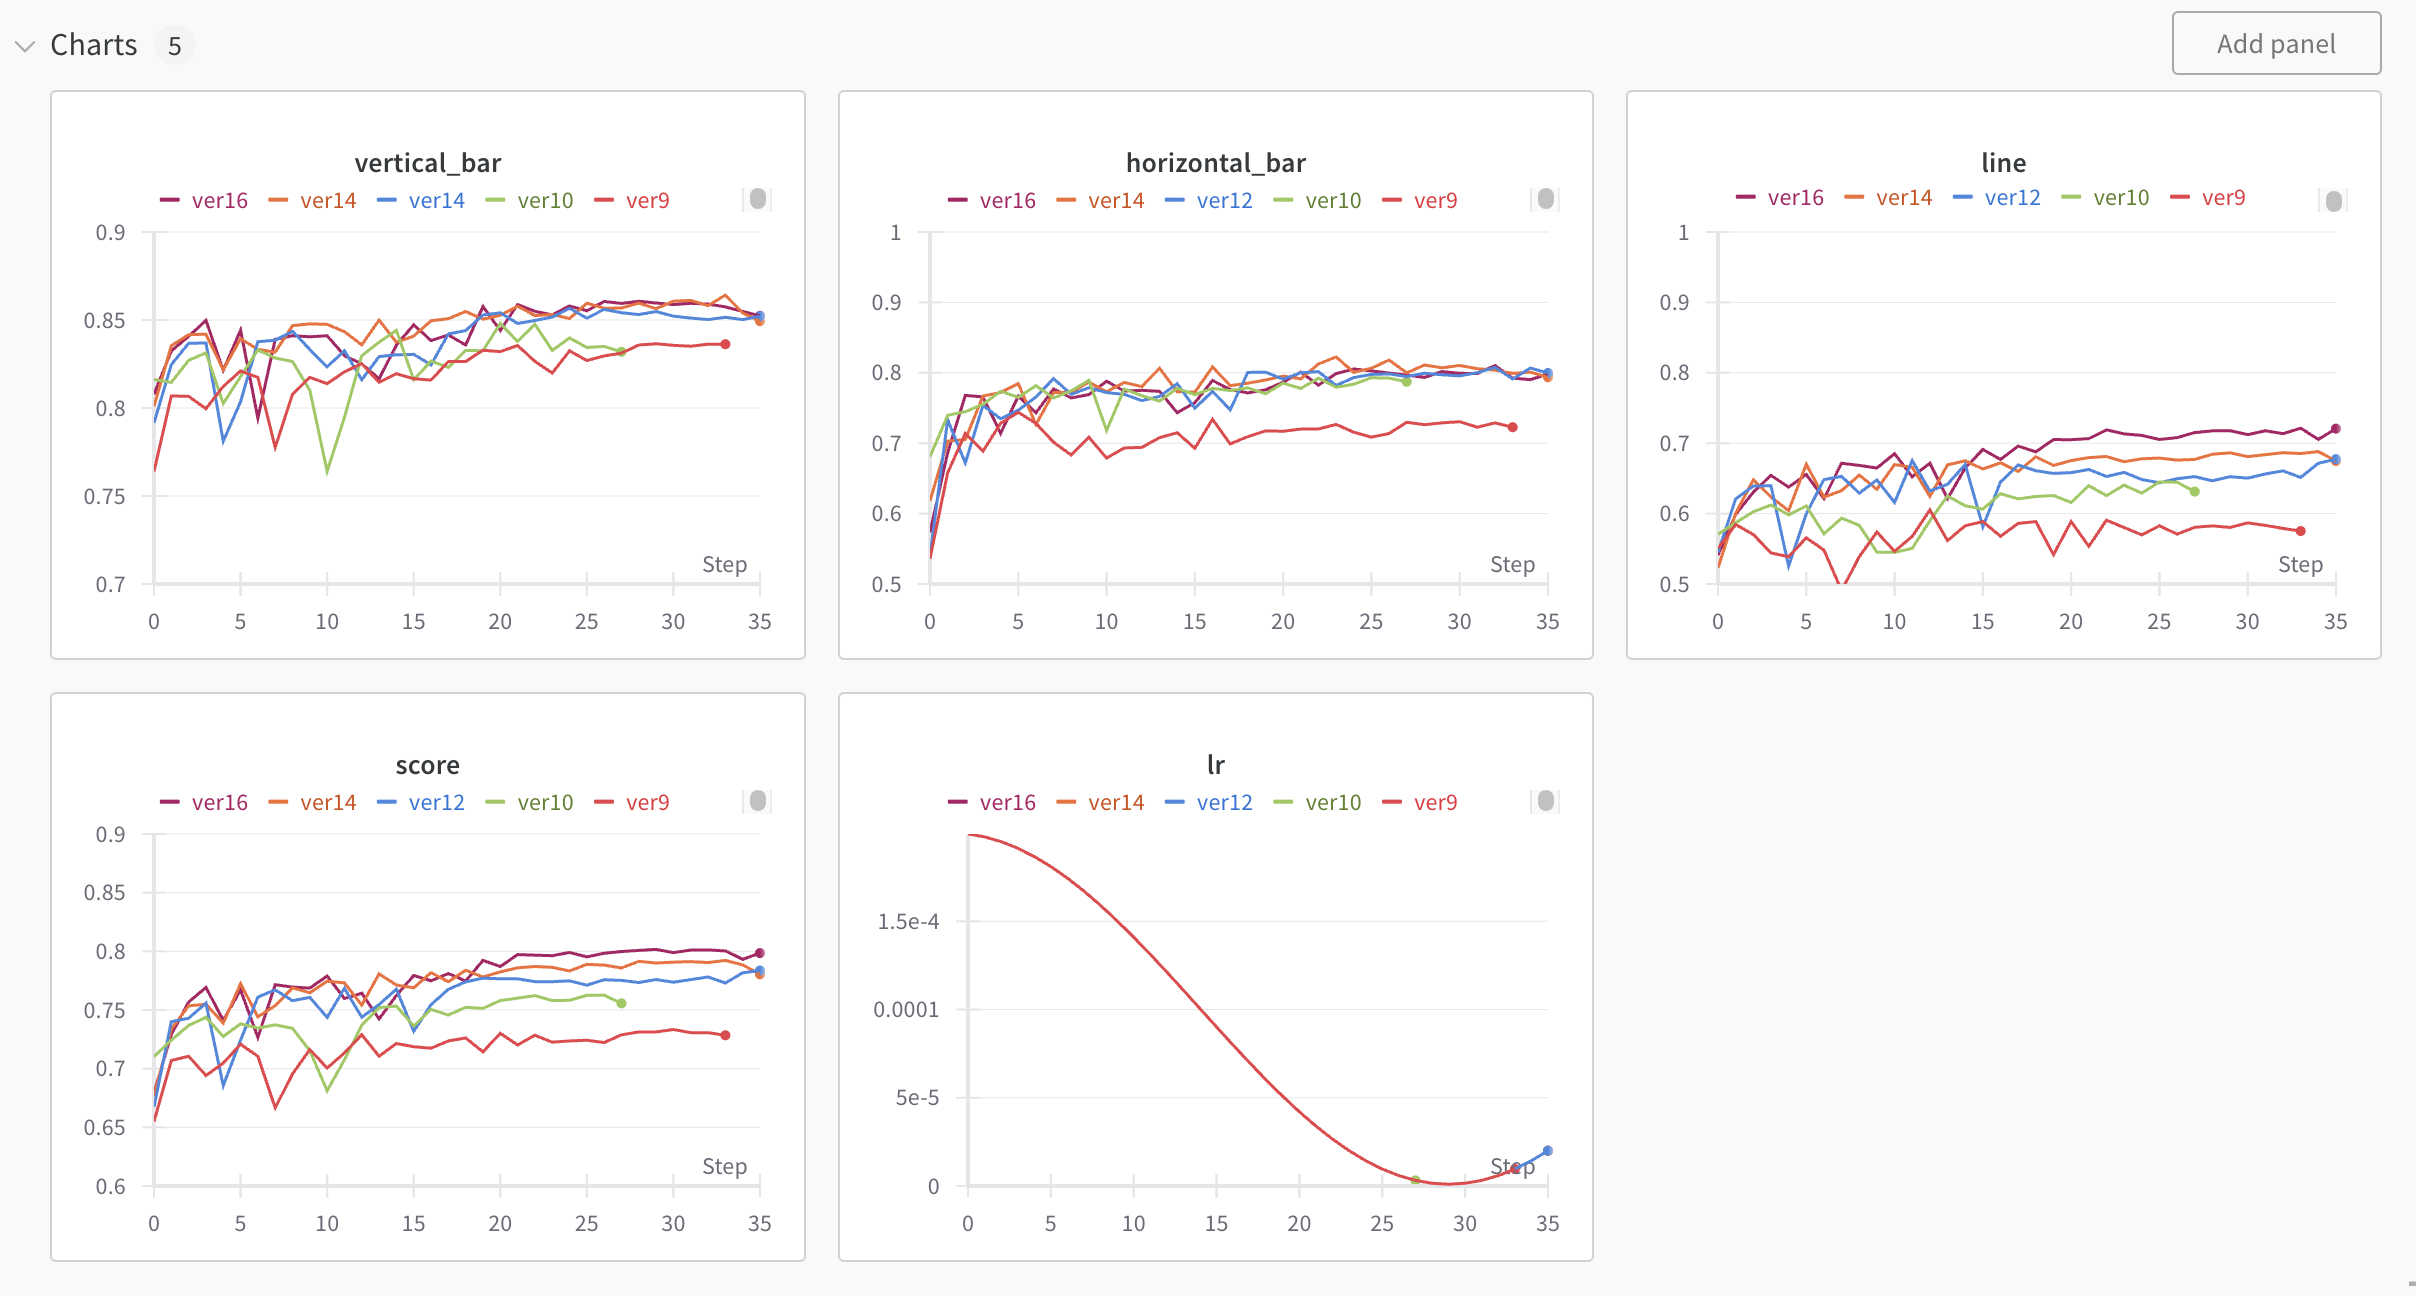 Charts 5
Add panel
vertical_bar
ver16 ver14 ver14 ver10 ver9
0.9
0.85
0.8
0.75
0.7
Step
0 5 10 15 20 25 30 35
horizontal_bar
ver16 ver14 ver12 ver10 ver9
1
0.9
0.8
0.7
0.6
0.5
Step
0 5 10 15 20 25 30 35
line
ver16 ver14 ver12 ver10 ver9
1
0.9
0.8
0.7
0.6
0.5
Step
0 5 10 15 20 25 30 35
score
ver16 ver14 ver12 ver10 ver9
0.9
0.85
0.8
0.75
0.7
0.65
0.6
Step
0 5 10 15 20 25 30 35
lr
ver16 ver14 ver12 ver10 ver9
1.5e-4
0.0001
5e-5
0
Step
0 5 10 15 20 25 30 35